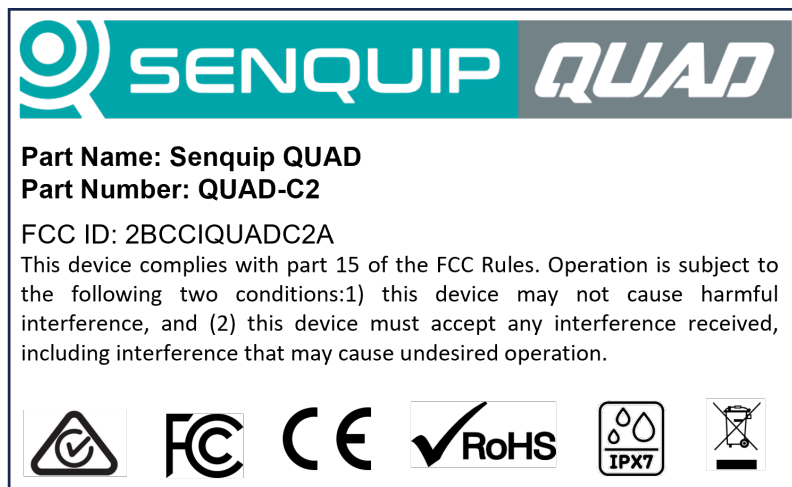 SENQUIP QUAD
Part Name: Senquip QUAD
Part Number: QUAD-C2
FCC ID: 2BCCIQUADC2A
This device complies with part 15 of the FCC Rules. Operation is subject to
the following two conditions:1) this device may not cause harmful
interference, and (2) this device must accept any interference received,
including interference that may cause undesired operation.
FC CE RoHS IPX7